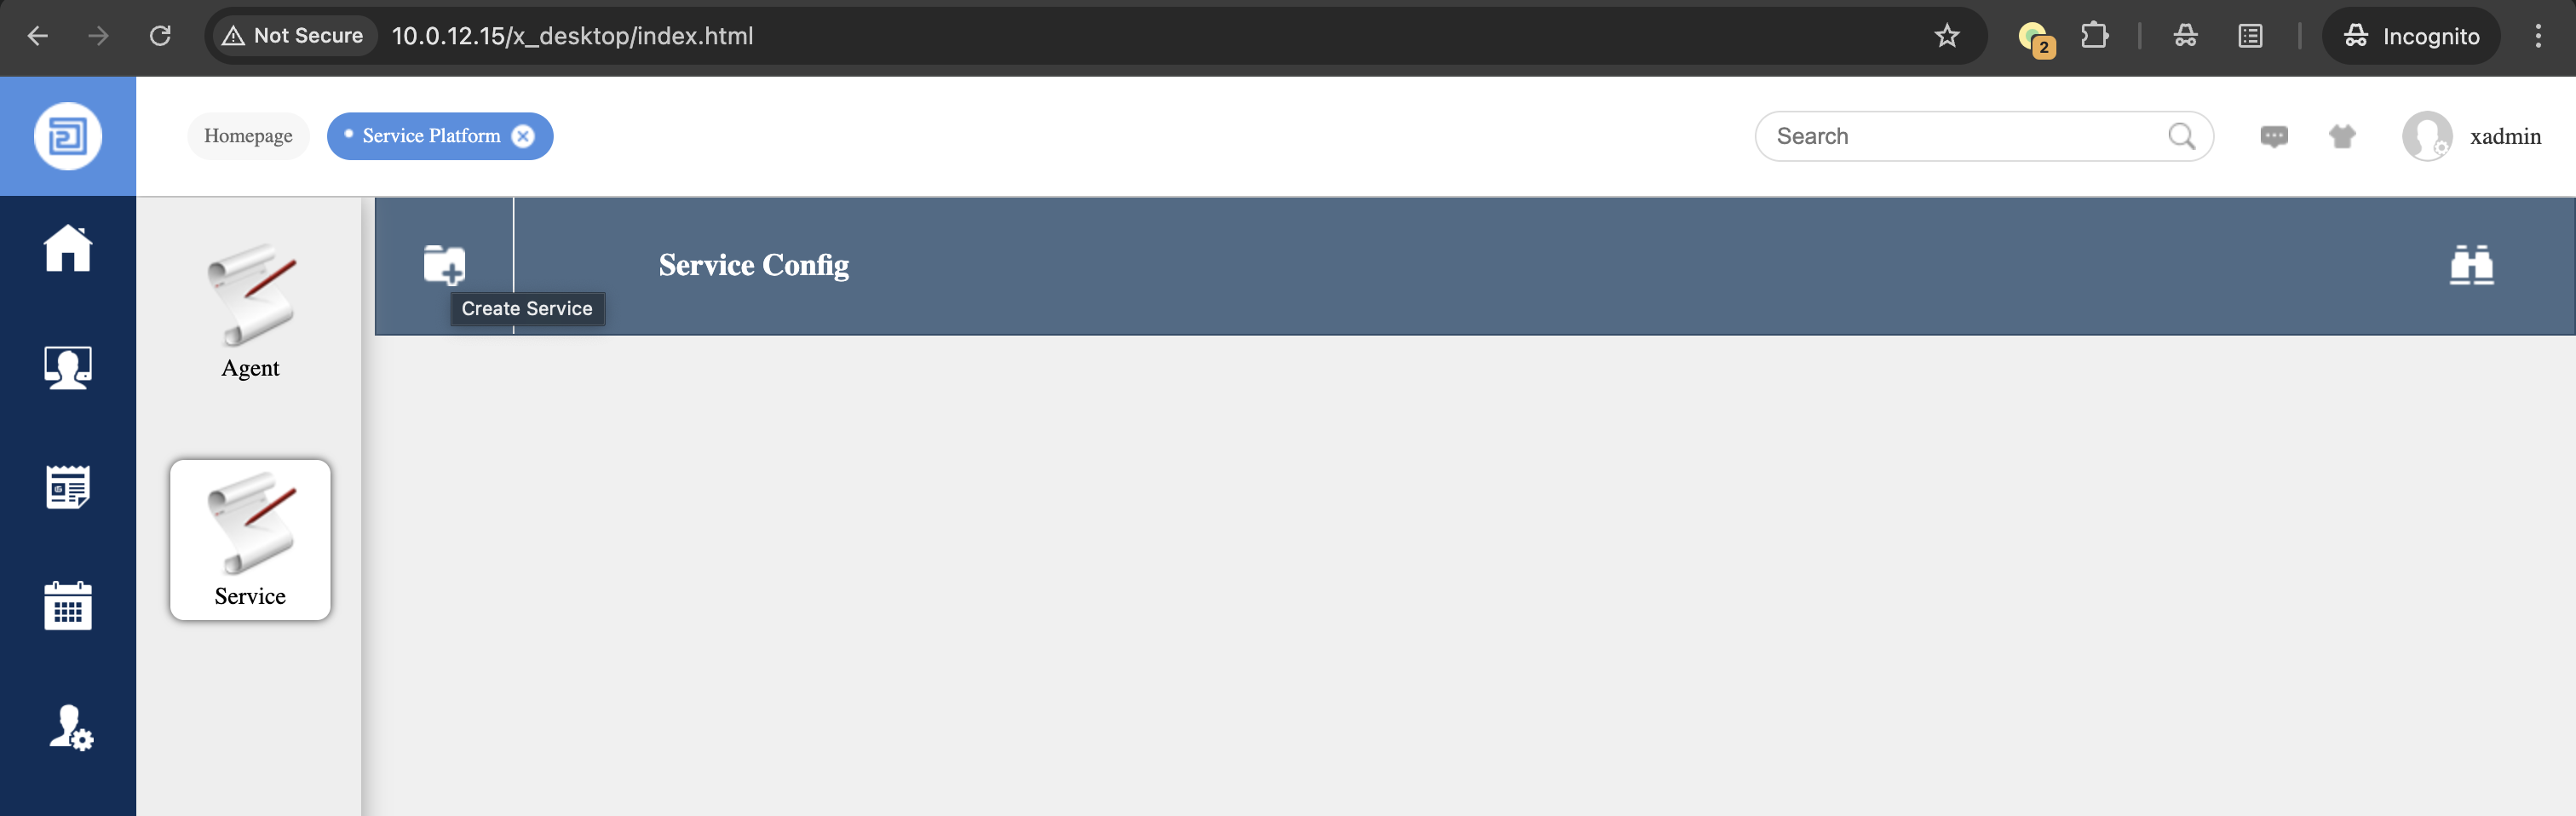 Not Secure 10.0.12.15/x_desktop/index.html 2 Incognito
Homepage Service Platform Search xadmin
Service Config
Create Service
Agent
Service